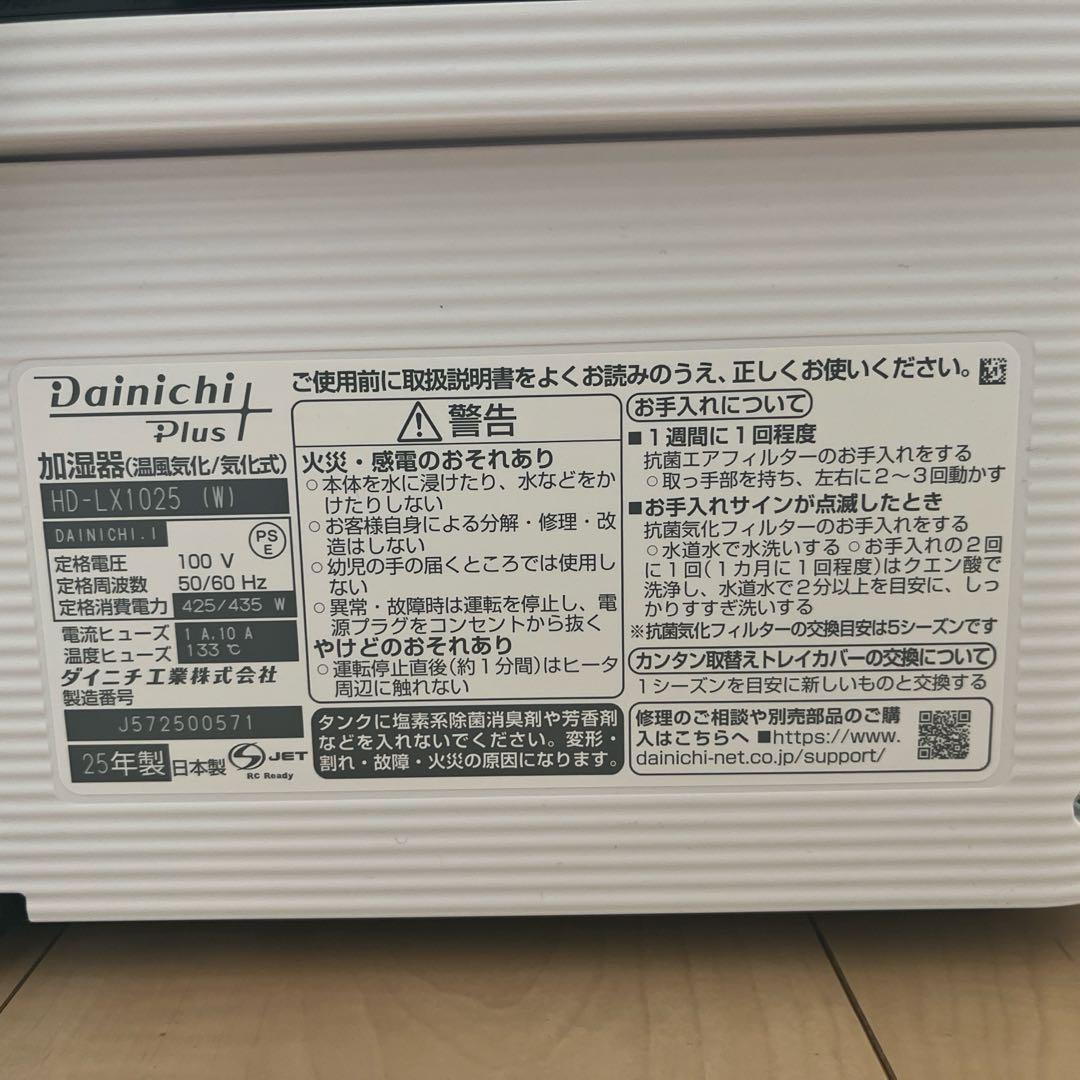 Dainichi
Plus
加湿器(温風気化/気化式)
HD-LX1025 (W)
DAINICHI.I
PS
E
定格電圧 100 V
定格周波数 50/60 Hz
定格消費電力 425/435 W
電流ヒューズ 1 A,10 A
温度ヒューズ 133 ℃
ダイニチ工業株式会社
製造番号
J572500571
25年製 日本製
S JET
RC Ready
ご使用前に取扱説明書をよくお読みのうえ、正しくお使いください。
警告
火災・感電のおそれあり
○本体を水に浸けたり、水などをか
けたりしない
○お客様自身による分解・修理・改
造はしない
○幼児の手の届くところでは使用し
ない
○異常・故障時は運転を停止し、電
源プラグをコンセントから抜く
やけどのおそれあり
○運転停止直後(約1分間)はヒータ
周辺に触れない
タンクに塩素系除菌消臭剤や芳香剤
などを入れないでください。変形・
割れ・故障・火災の原因になります。
お手入れについて
■1週間に1回程度
抗菌エアフィルターのお手入れをする
○取っ手部を持ち、左右に2～3回動かす
■お手入れサインが点滅したとき
抗菌気化フィルターのお手入れをする
○水道水で水洗いする ○お手入れの2回
に1回(1カ月に1回程度)はクエン酸で
洗浄し、水道水で2分以上を目安に、しっ
かりすすぎ洗いする
※抗菌気化フィルターの交換目安は5シーズンです
カンタン取替えトレイカバーの交換について
1シーズンを目安に新しいものと交換する
修理のご相談や別売部品のご購
入はこちらへ ■https://www.
dainichi-net.co.jp/support/